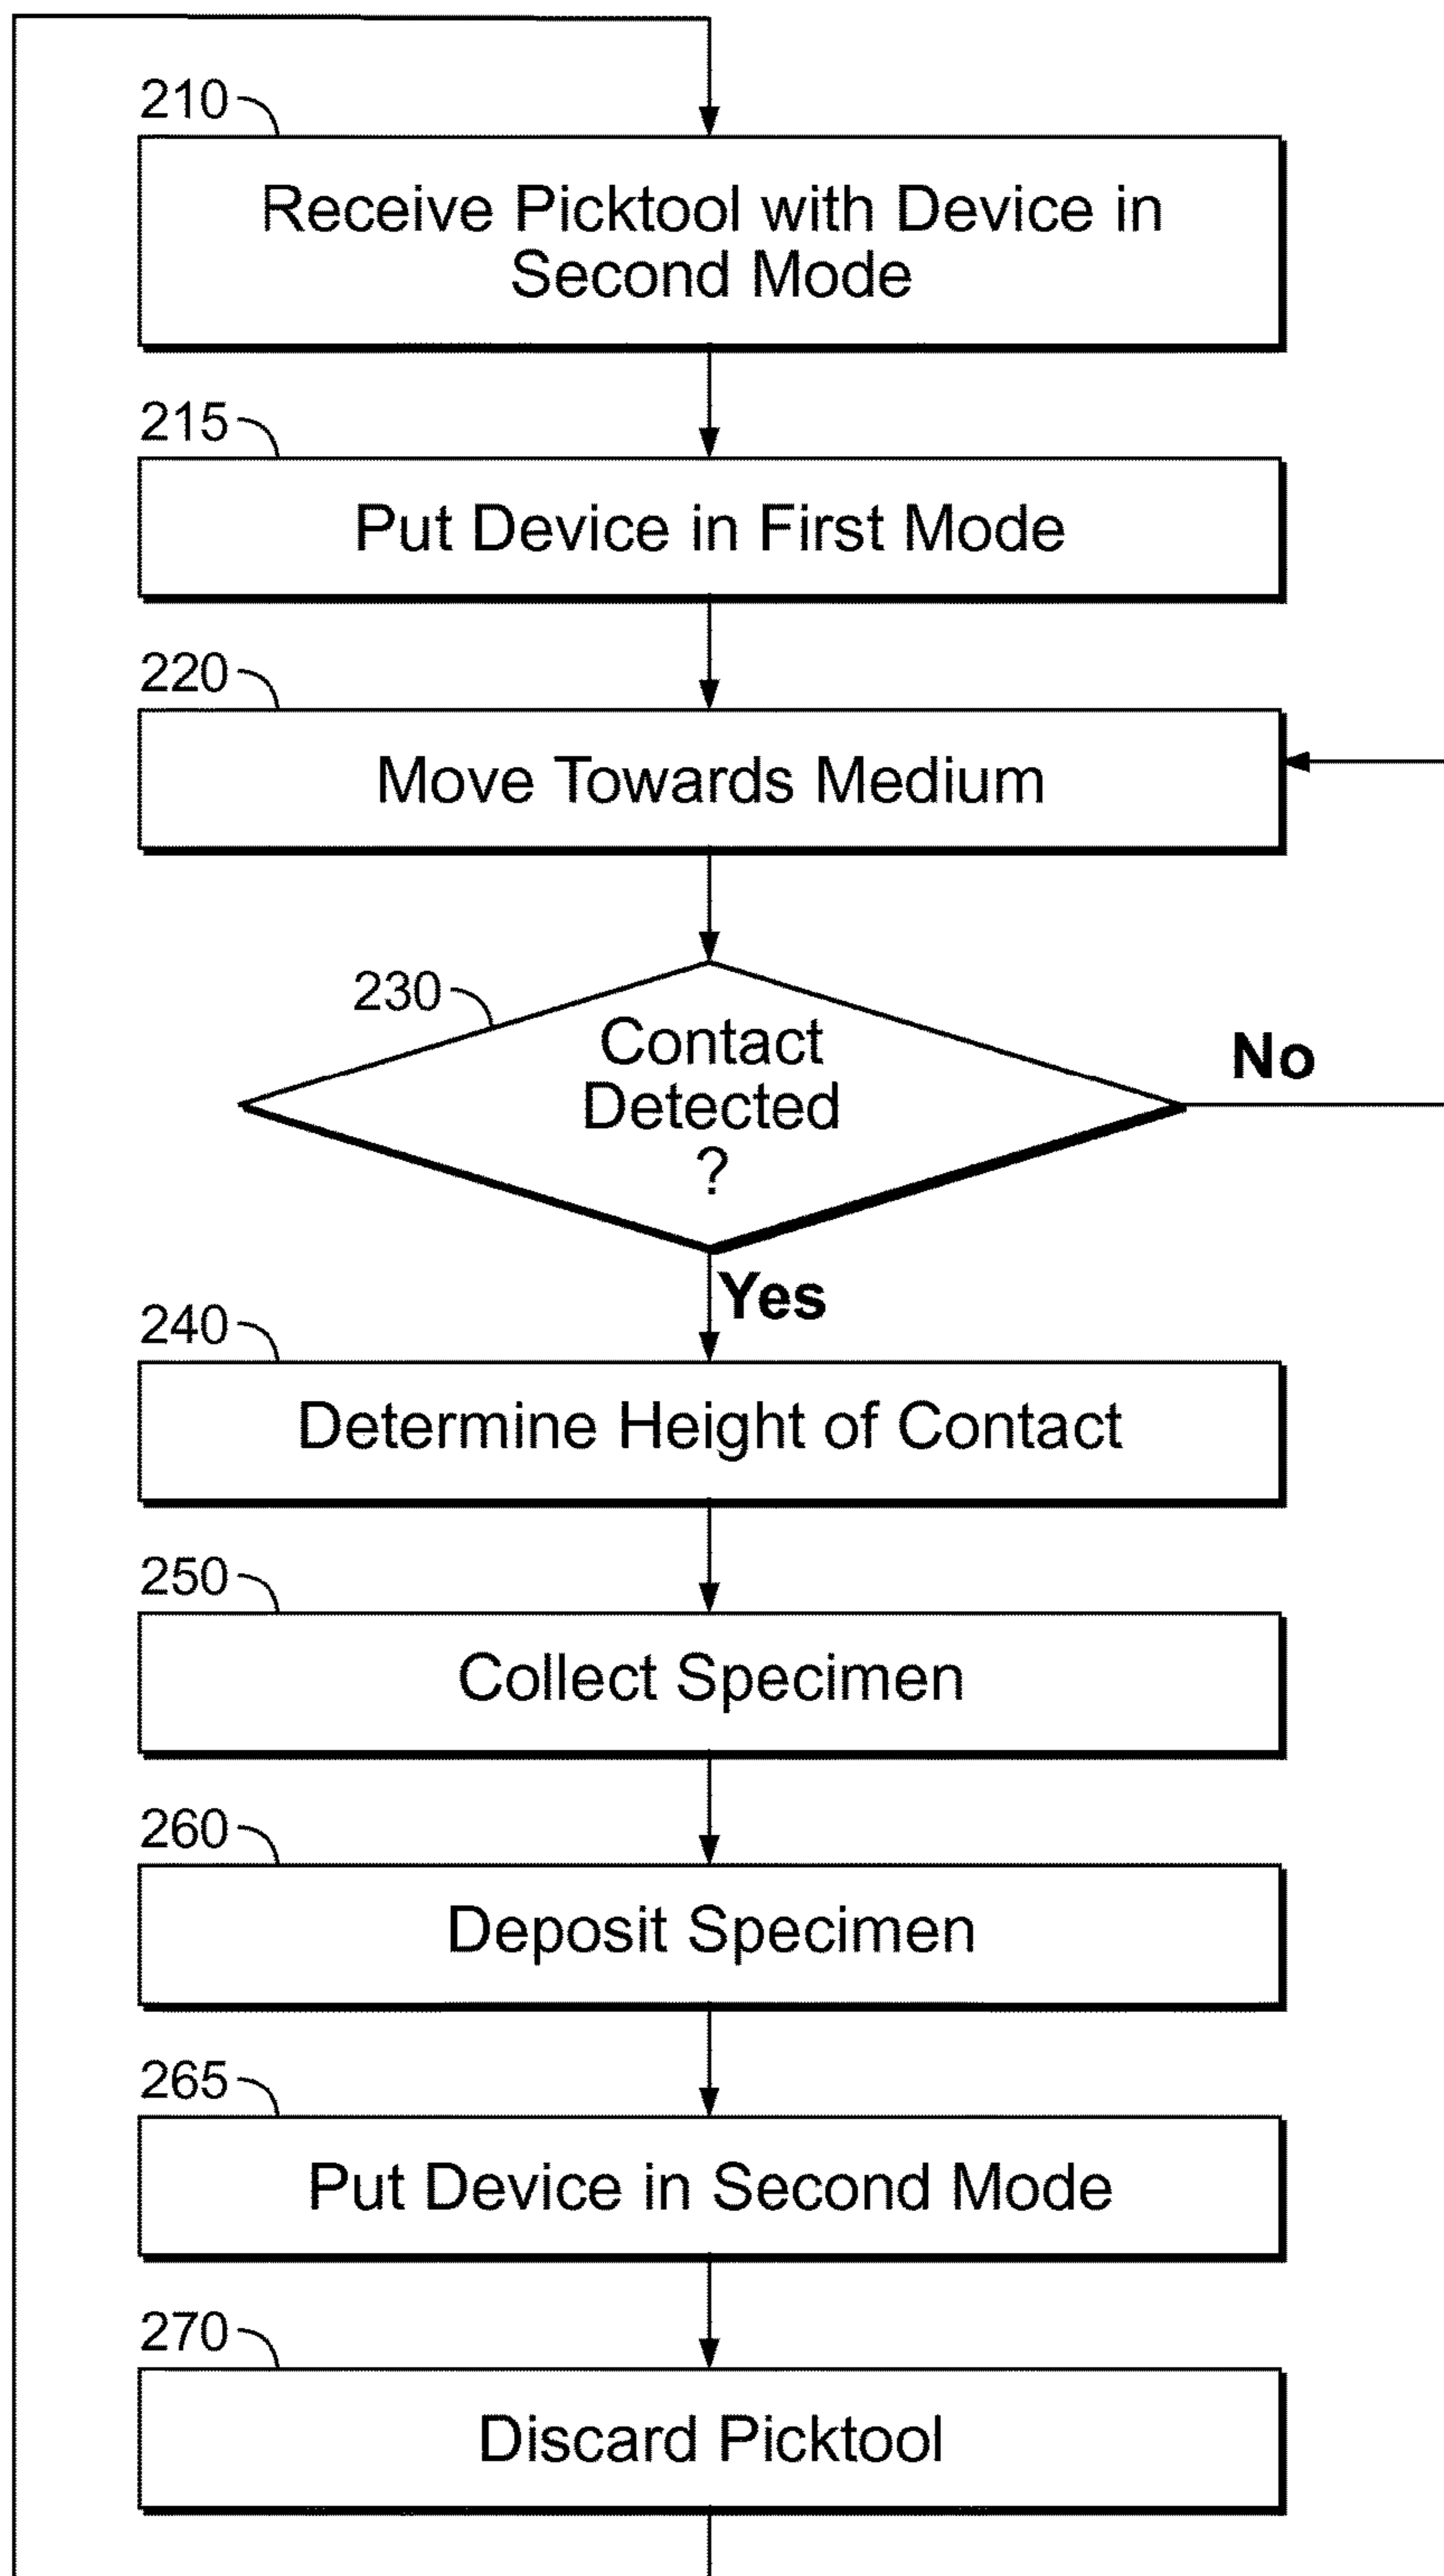 210
Receive Picktool with Device in
Second Mode
215
Put Device in First Mode
220
Move Towards Medium
230
Contact
Detected
?
No
Yes
240
Determine Height of Contact
250
Collect Specimen
260
Deposit Specimen
265
Put Device in Second Mode
270
Discard Picktool